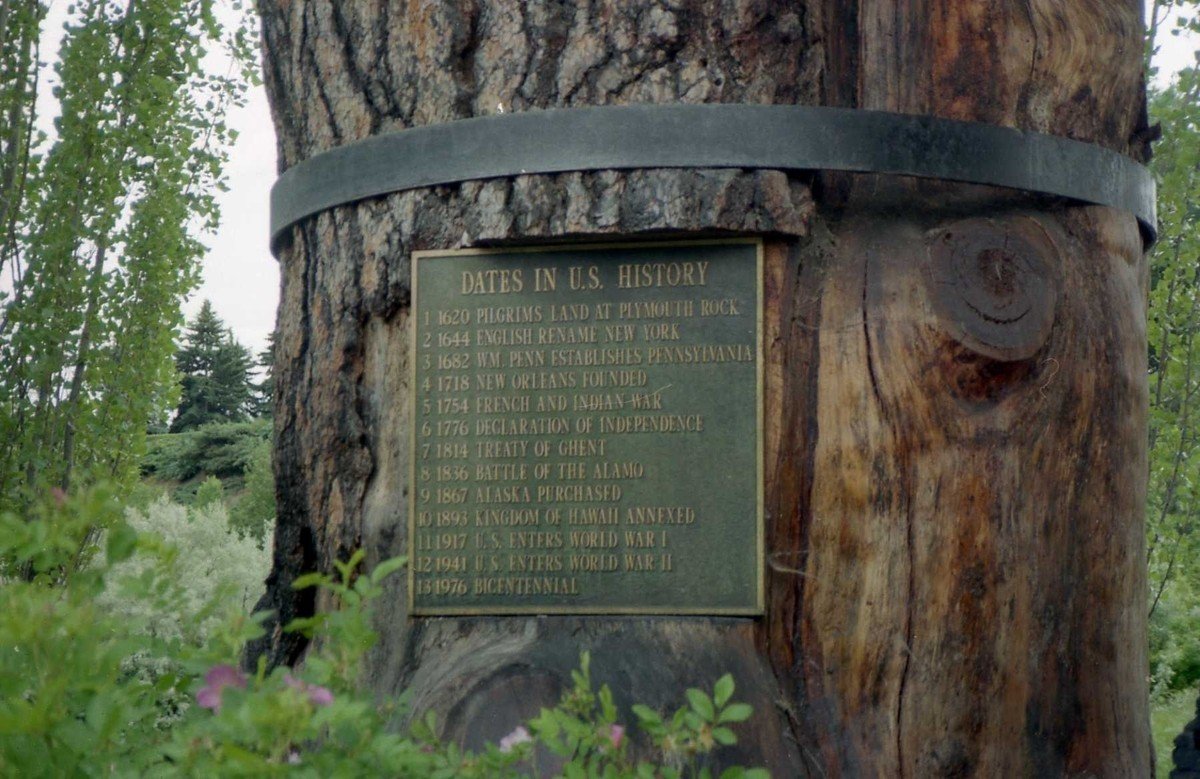 DATES IN U.S. HISTORY
1 1620 PILGRIMS LAND AT PLYMOUTH ROCK
2 1644 ENGLISH RENAME NEW YORK
3 1682 WM. PENN ESTABLISHES PENNSYLVANIA
4 1718 NEW ORLEANS FOUNDED
5 1754 FRENCH AND INDIAN WAR
6 1776 DECLARATION OF INDEPENDENCE
7 1814 TREATY OF GHENT
8 1836 BATTLE OF THE ALAMO
9 1867 ALASKA PURCHASED
10 1893 KINGDOM OF HAWAII ANNEXED
11 1917 U.S. ENTERS WORLD WAR I
12 1941 U.S. ENTERS WORLD WAR II
13 1976 BICENTENNIAL